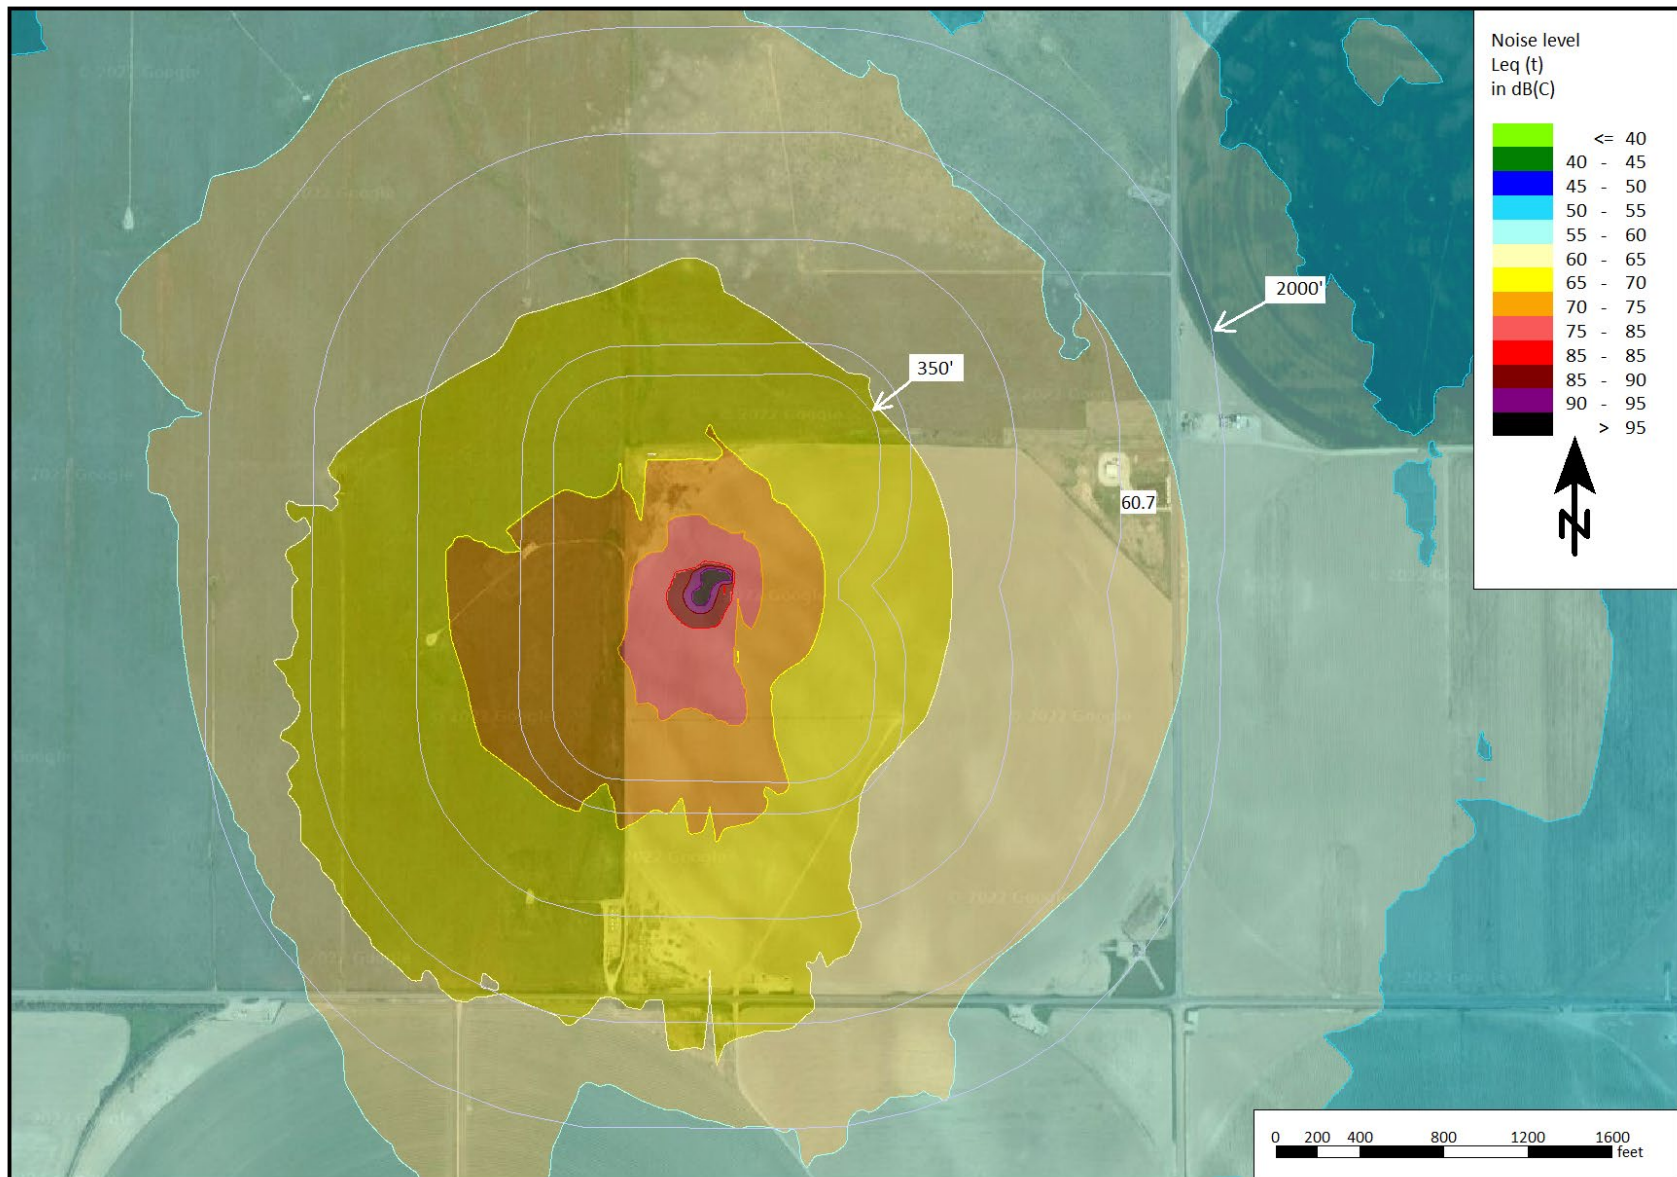 Noise level
Leq (t)
in dB(C)
<= 40
40 - 45
45 - 50
50 - 55
55 - 60
60 - 65
65 - 70
70 - 75
75 - 85
85 - 85
85 - 90
90 - 95
> 95
N
2000'
350'
60.7
0 200 400 800 1200 1600
feet
© 2022 Google